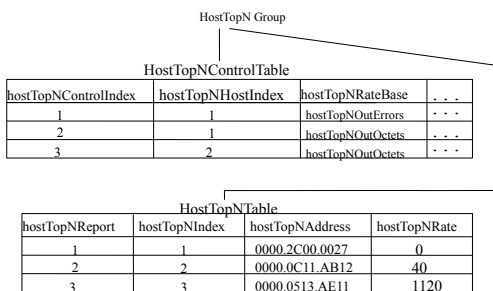 HostTopN Group
HostTopNControlTable
hostTopNControlIndex hostTopNHostIndex hostTopNRateBase . . .
1 1 hostTopNOutErrors . . .
2 1 hostTopNOutOctets . . .
3 2 hostTopNOutOctets . . .
HostTopNTable
hostTopNReport hostTopNIndex hostTopNAddress hostTopNRate
1 1 0000.2C00.0027 0
2 2 0000.0C11.AB12 40
3 3 0000.0513.AE11 1120